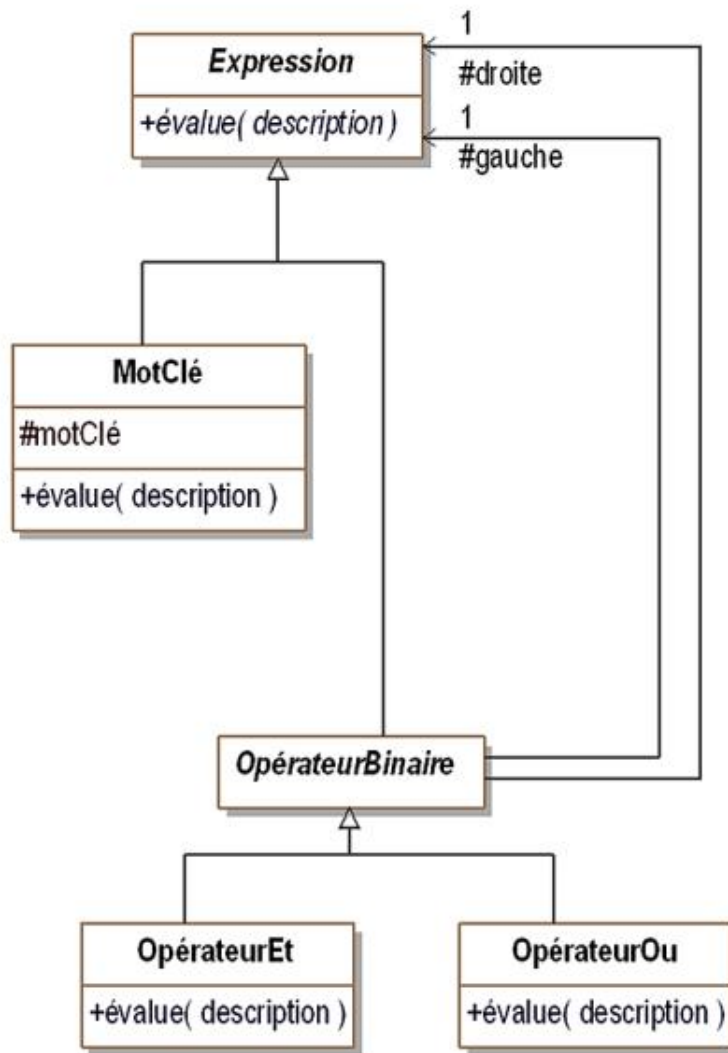 Expression
+évalue( description )
1
#droite
1
#gauche
MotClé
#motClé
+évalue( description )
OpérateurBinaire
OpérateurEt
+évalue( description )
OpérateurOu
+évalue( description )